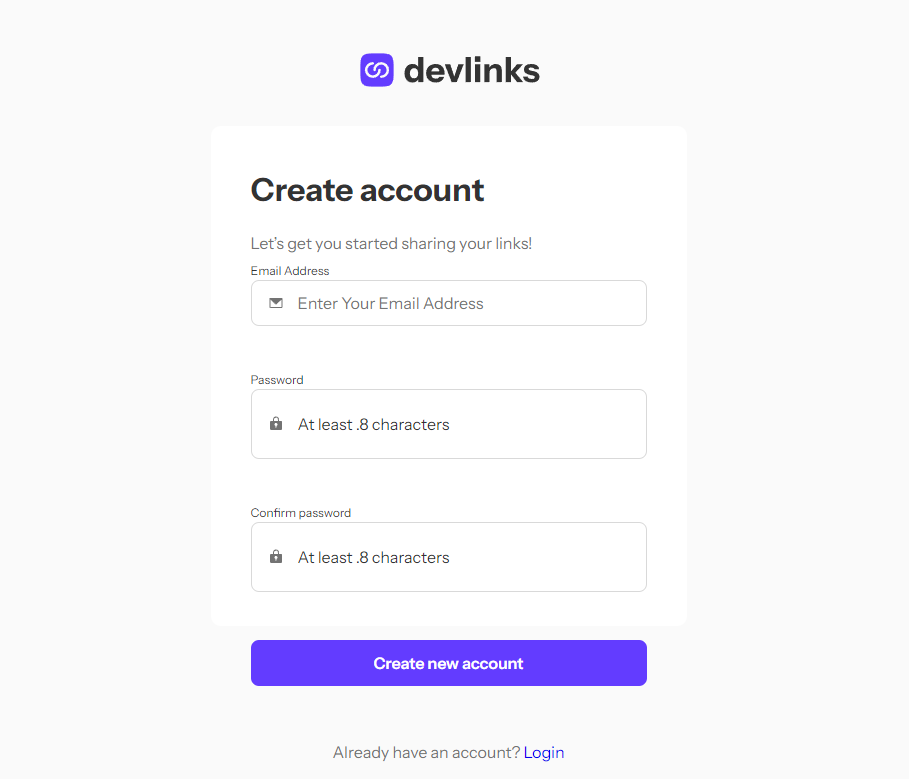 devlinks
Create account
Let's get you started sharing your links!
Email Address
Enter Your Email Address
Password
At least .8 characters
Confirm password
At least .8 characters
Create new account
Already have an account? Login